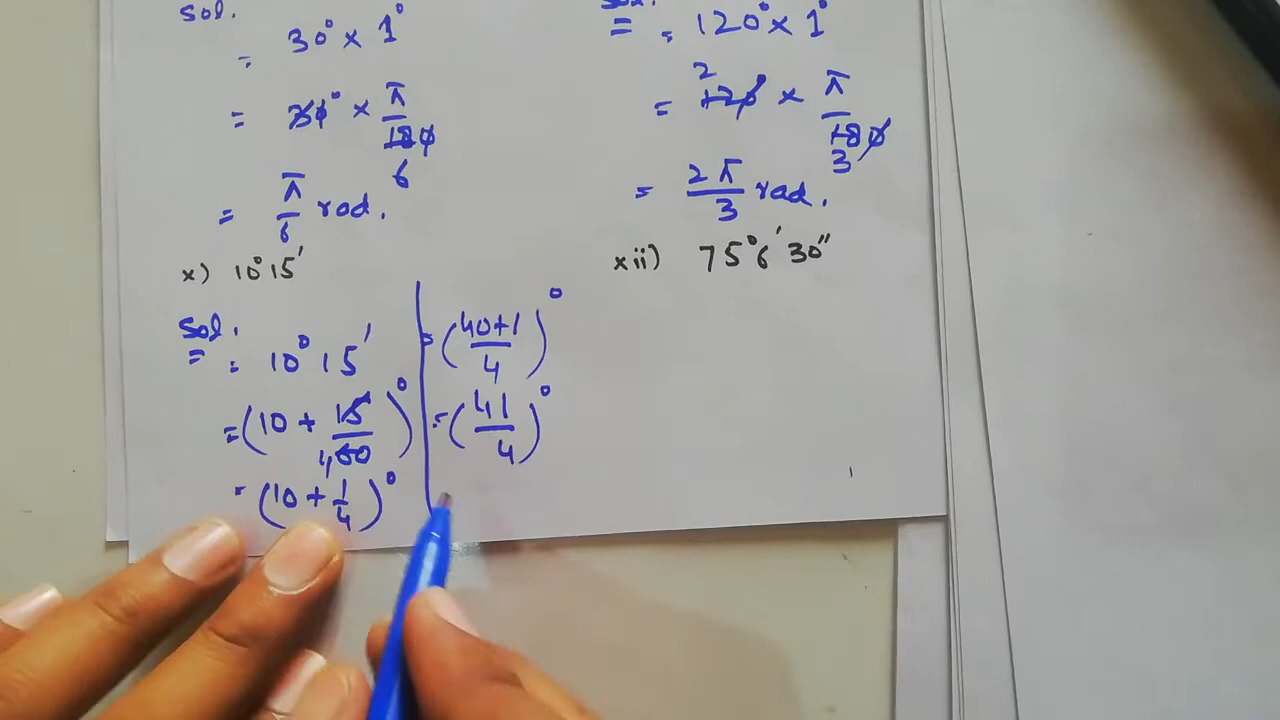 Sol.
= 30° × 1°
= 30° × π/180 6
= π/6 rad.
x) 10°15'
Sol.
= 10° 15'
= (10 + 15/60 4)°
= (10 + 1/4)°
= (40+1/4)°
= (41/4)°
Sol.
= 120° × 1°
= 2 120° × π/180 3
= 2π/3 rad.
xii) 75°6'30"